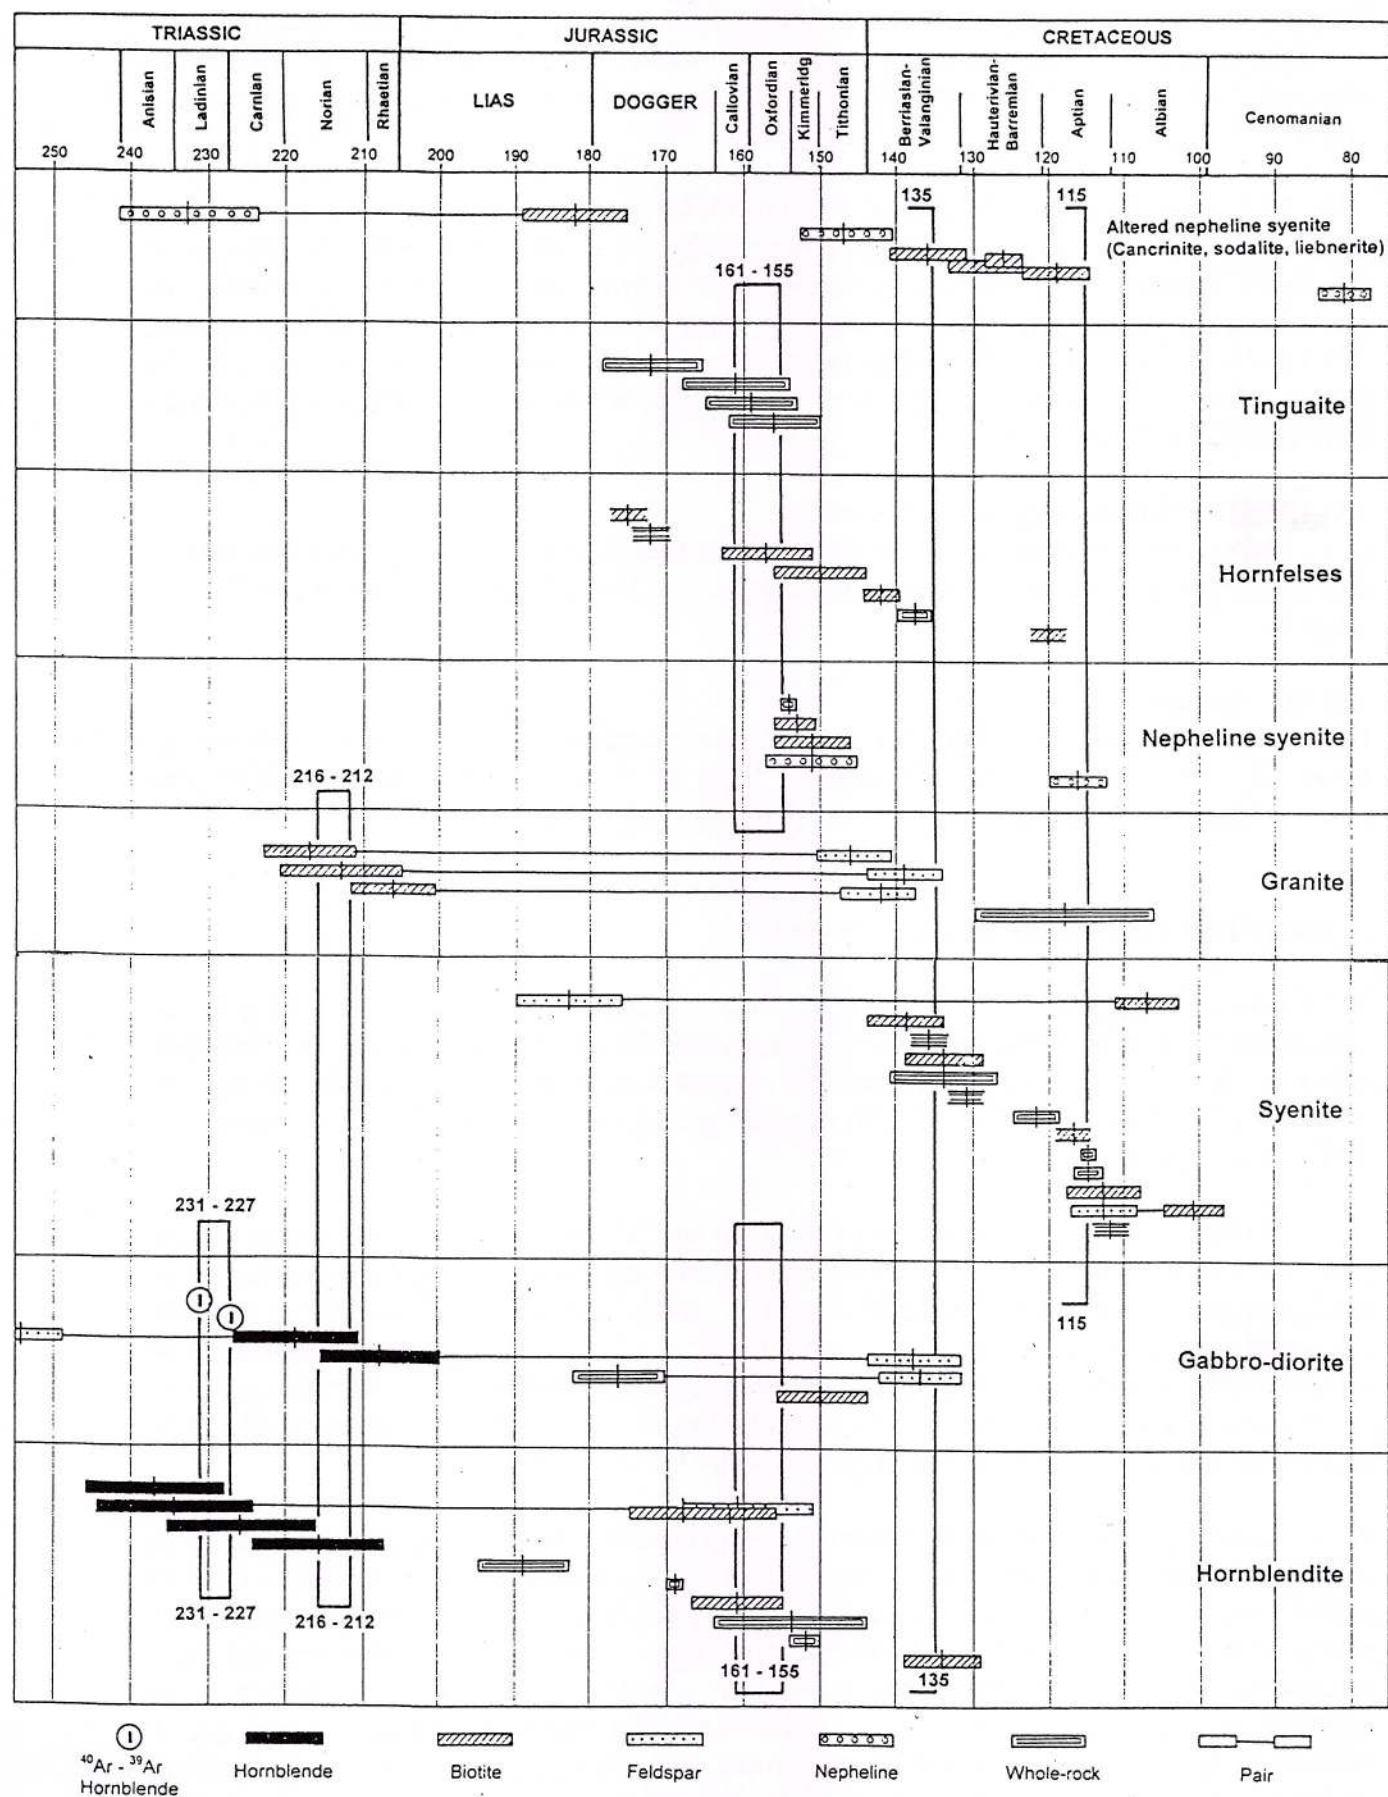 TRIASSIC
JURASSIC
CRETACEOUS
Anisian
Ladinian
Carnian
Norian
Rhaetian
LIAS
DOGGER
Callovian
Oxfordian
Kimmeridg
Tithonian
Berriasian-
Valanginian
Hauterivian-
Barremian
Aptian
Albian
Cenomanian
250 240 230 220 210 200 190 180 170 160 150 140 130 120 110 100 90 80
135
115
Altered nepheline syenite
(Cancrinite, sodalite, liebnerite)
161 - 155
Tinguaite
Hornfelses
Nepheline syenite
216 - 212
Granite
Syenite
231 - 227
115
Gabbro-diorite
Hornblendite
231 - 227
216 - 212
161 - 155
135
40Ar - 39Ar
Hornblende
Hornblende
Biotite
Feldspar
Nepheline
Whole-rock
Pair